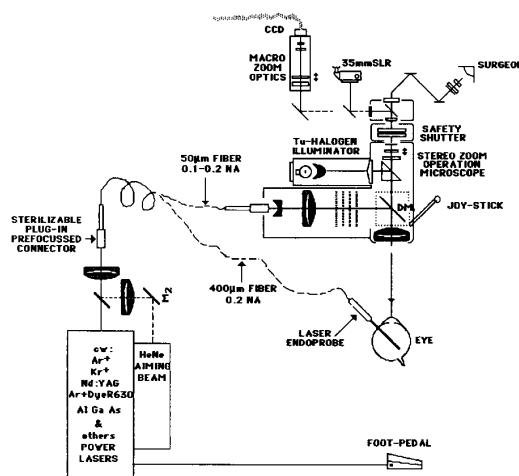 CCD
MACRO
ZOOM
OPTICS
35mmSLR
SURGEON
SAFETY
SHUTTER
Tu-HALOGEN
ILLUMINATOR
STEREO ZOOM
OPERATION
MICROSCOPE
50µm FIBER
0.1-0.2 NA
DM1
JOY-STICK
STERILIZABLE
PLUG-IN
PREFOCUSSED
CONNECTOR
M2
400µm FIBER
0.2 NA
LASER
ENDOPROBE
EYE
cw:
Ar+
Kr+
Nd:YAG
Ar+DyeR630
Al Ga As
&
others
POWER
LASERS
HeNe
AIMING
BEAM
FOOT-PEDAL